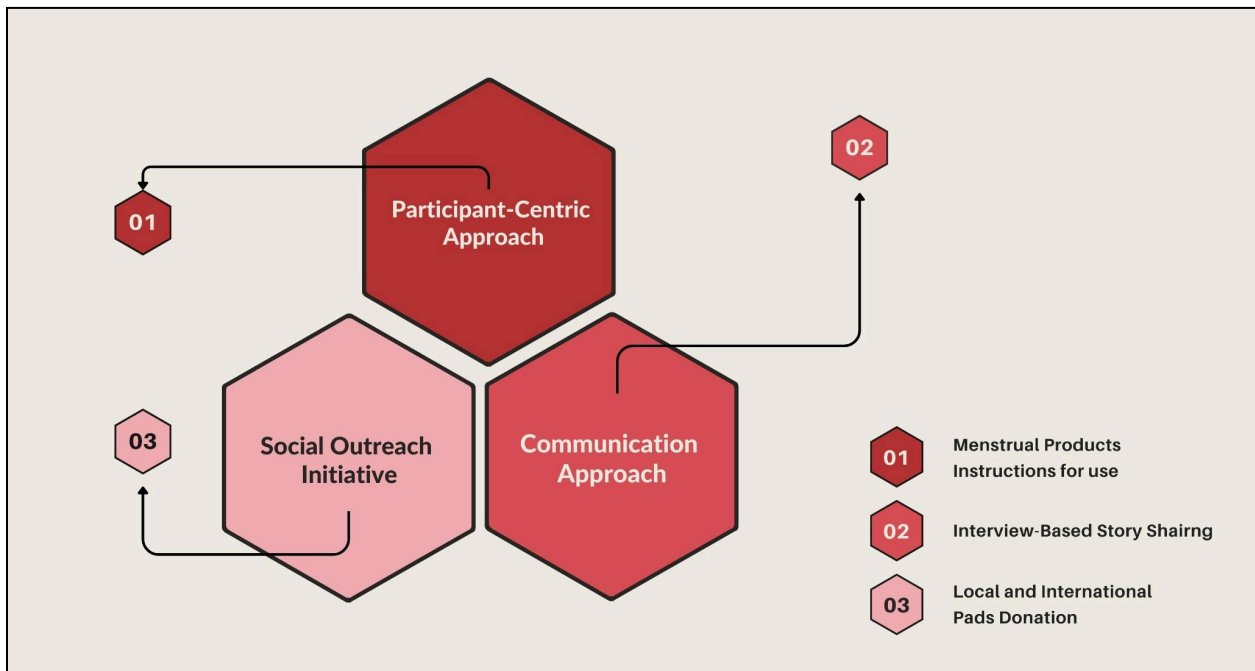 02
01
Participant-Centric
Approach
03
Social Outreach
Initiative
Communication
Approach
01
Menstrual Products
Instructions for use
02
Interview-Based Story Shairng
03
Local and International
Pads Donation